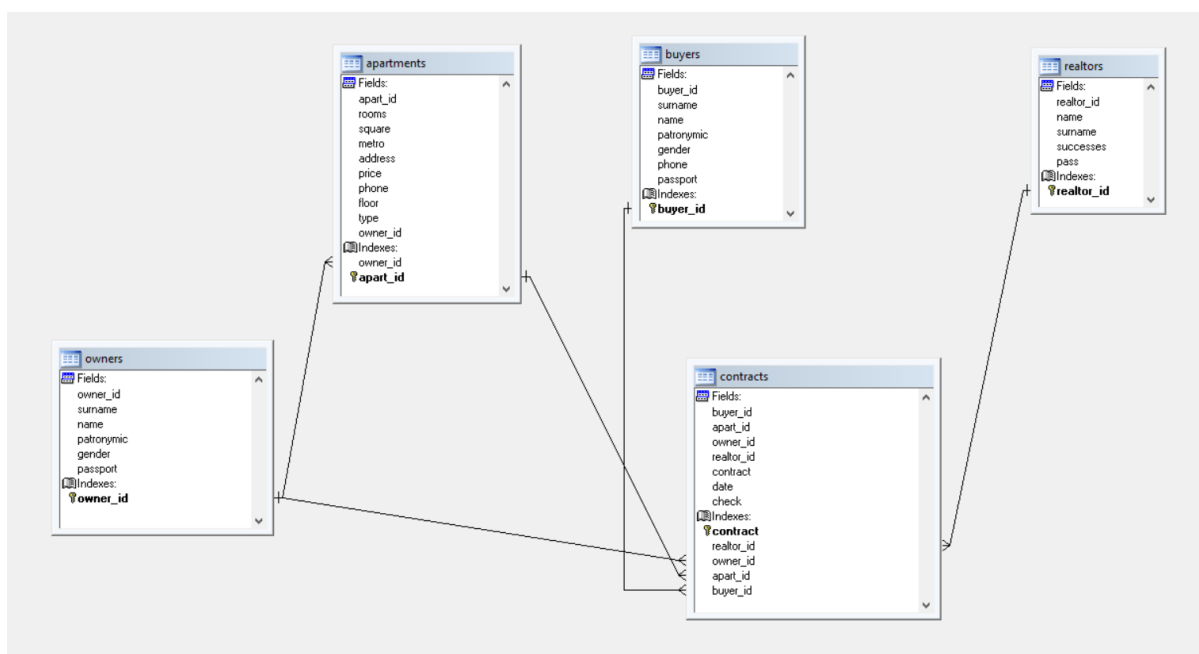 apartments
Fields:
apart_id
rooms
square
metro
address
price
phone
floor
type
owner_id
Indexes:
owner_id
apart_id
buyers
Fields:
buyer_id
surname
name
patronymic
gender
phone
passport
Indexes:
buyer_id
realtors
Fields:
realtor_id
name
surname
successes
pass
Indexes:
realtor_id
owners
Fields:
owner_id
surname
name
patronymic
gender
passport
Indexes:
owner_id
contracts
Fields:
buyer_id
apart_id
owner_id
realtor_id
contract
date
check
Indexes:
contract
realtor_id
owner_id
apart_id
buyer_id